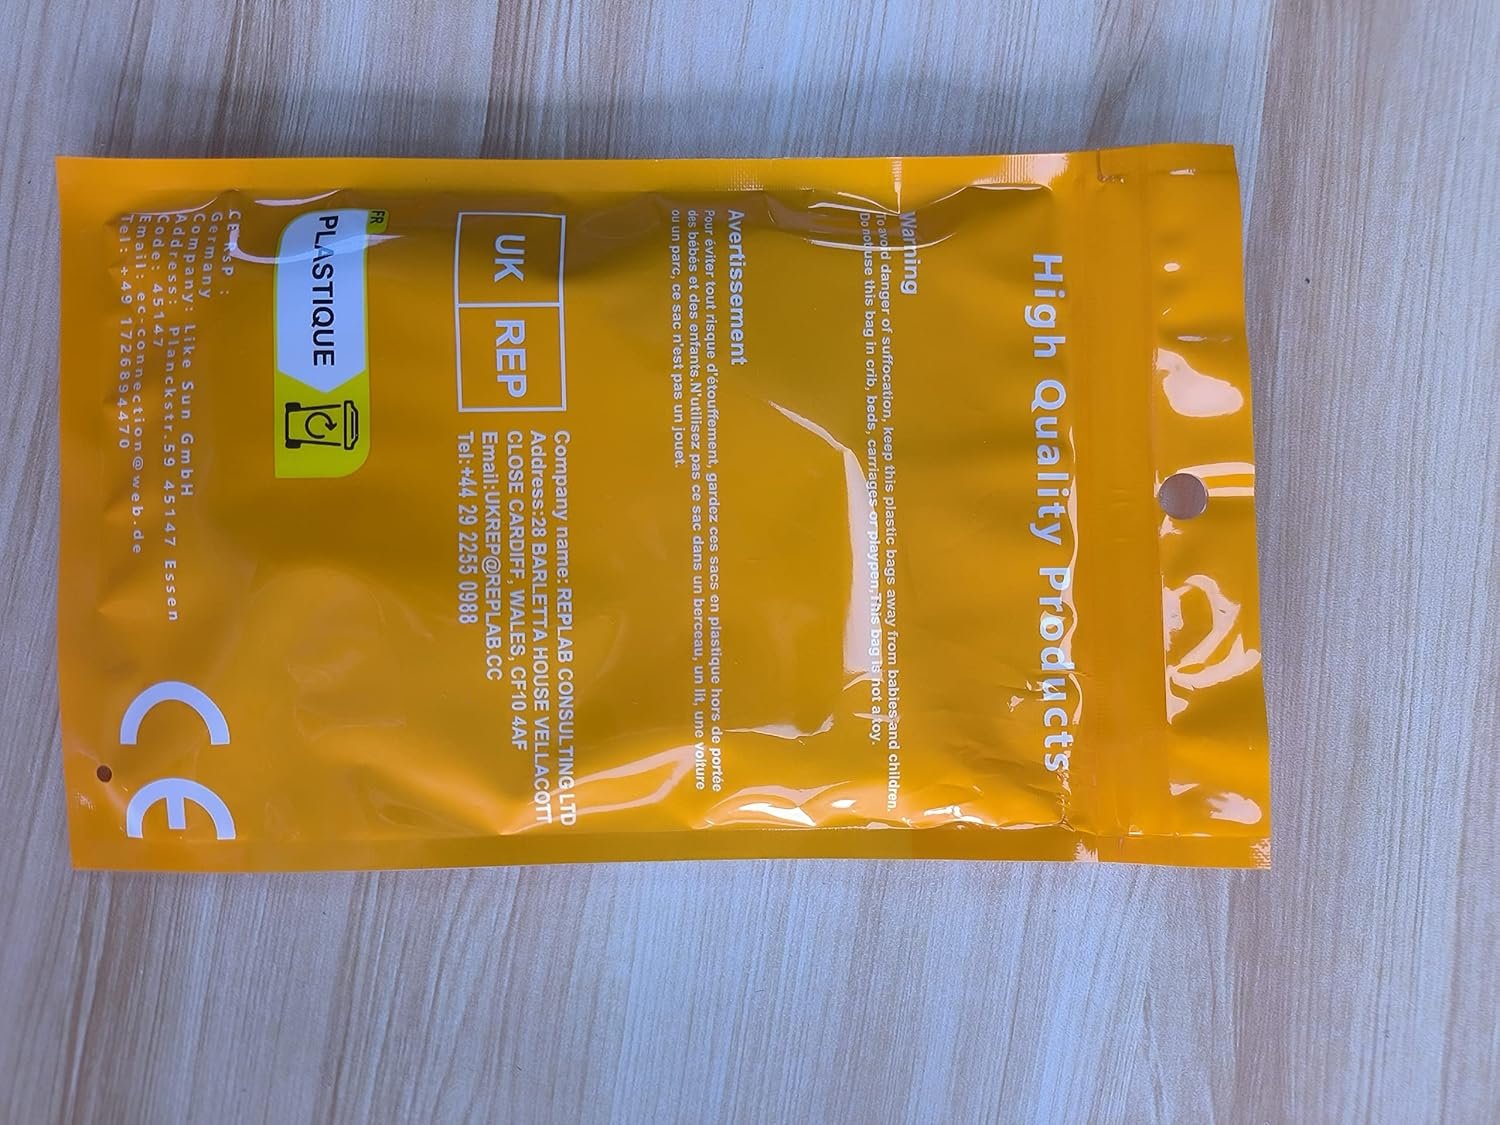 High Quality Products
Warning
To avoid danger of suffocation, keep this plastic bags away from babies and children.
Do not use this bag in crib, beds, carriages or playpen,This bag is not a toy.
Avertissement
Pour éviter tout risque d'étouffement, gardez ces sacs en plastique hors de portée
des bébés et des enfants.N'utilisez pas ce sac dans un berceau, un lit, une voiture
ou un parc, ce sac n'est pas un jouet.
UK REP
Company name: REPLAB CONSULTING LTD
Address:28 BARLETTA HOUSE VELLACOTT
CLOSE CARDIFF, WALES, CF10 4AF
Email:UKREP@REPLAB.CC
Tel:+44 29 2255 0988
FR
PLASTIQUE
CE RSP :
Germany
Company: Like Sun GmbH
Address: Planckstr.59 45147 Essen
Code: 45147
Email: ec-connection@web.de
Tel: +49 1726894470
CE